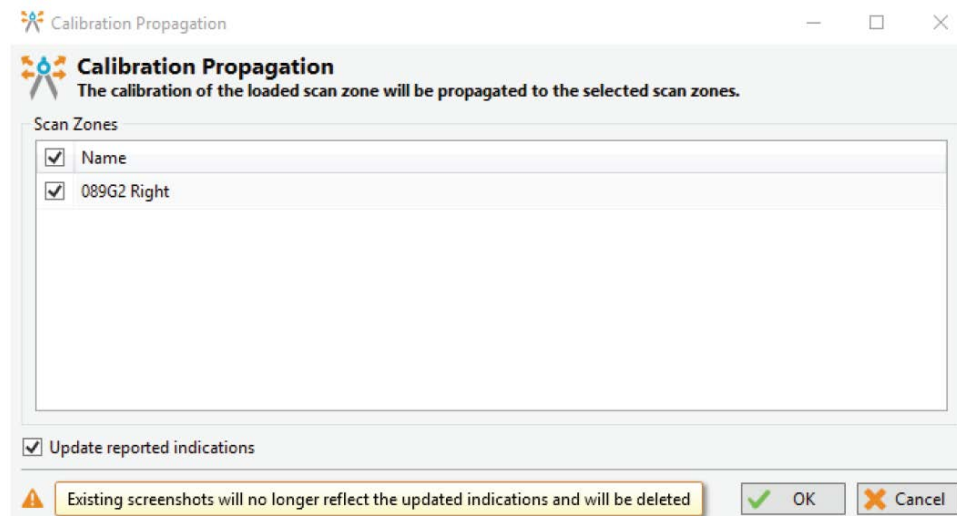 Calibration Propagation
Calibration Propagation
The calibration of the loaded scan zone will be propagated to the selected scan zones.
Scan Zones
Name
089G2 Right
Update reported indications
Existing screenshots will no longer reflect the updated indications and will be deleted
OK
Cancel